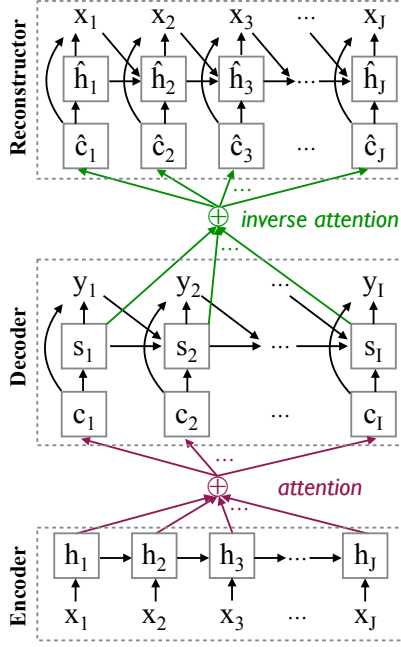 Reconstructor
x1 x2 x3 ... xJ
ĥ1 ĥ2 ĥ3 ... ĥJ
ĉ1 ĉ2 ĉ3 ... ĉJ
...
inverse attention
...
Decoder
y1 y2 ... yI
s1 s2 ... sI
c1 c2 ... cI
...
attention
...
Encoder
h1 h2 h3 ... hJ
x1 x2 x3 ... xJ